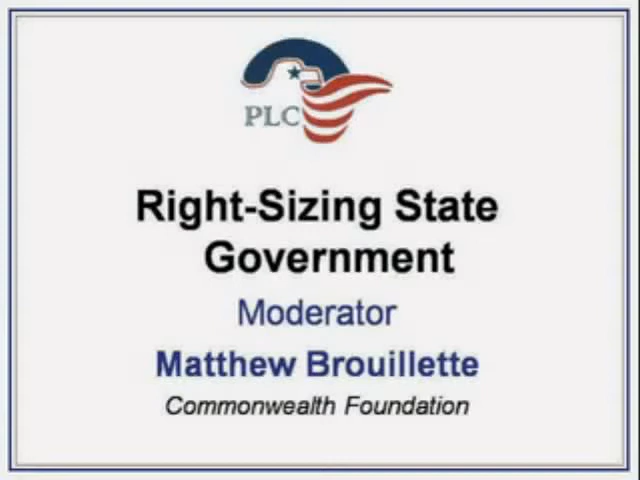 PLC
Right-Sizing State
Government
Moderator
Matthew Brouillette
Commonwealth Foundation